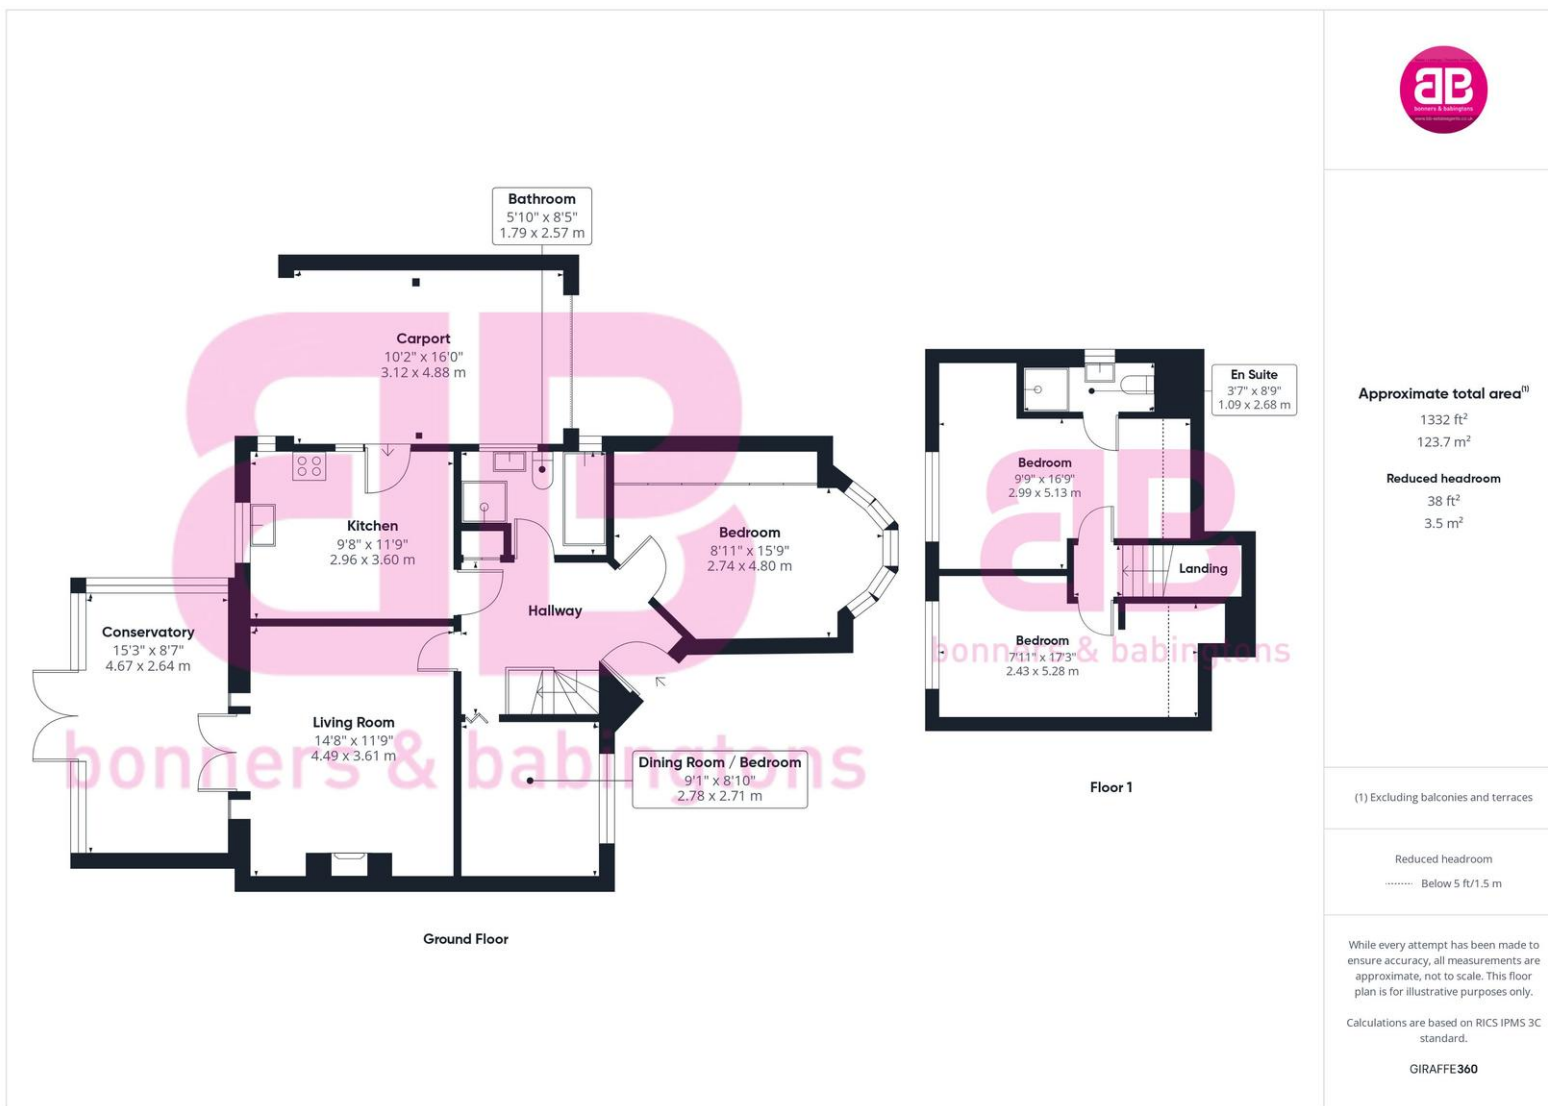 Bathroom
5'10" x 8'5"
1.79 x 2.57 m
Carport
10'2" x 16'0"
3.12 x 4.88 m
Kitchen
9'8" x 11'9"
2.96 x 3.60 m
Bedroom
8'11" x 15'9"
2.74 x 4.80 m
Hallway
Conservatory
15'3" x 8'7"
4.67 x 2.64 m
Living Room
14'8" x 11'9"
4.49 x 3.61 m
Dining Room / Bedroom
9'1" x 8'10"
2.78 x 2.71 m
bonners & babingtons
Ground Floor
En Suite
3'7" x 8'9"
1.09 x 2.68 m
Bedroom
9'9" x 16'9"
2.99 x 5.13 m
Landing
Bedroom
7'11" x 17'3"
2.43 x 5.28 m
bonners & babingtons
Floor 1
bonners & babingtons
Approximate total area(1)
1332 ft²
123.7 m²
Reduced headroom
38 ft²
3.5 m²
(1) Excluding balconies and terraces
Reduced headroom
Below 5 ft/1.5 m
While every attempt has been made to
ensure accuracy, all measurements are
approximate, not to scale. This floor
plan is for illustrative purposes only.
Calculations are based on RICS IPMS 3C
standard.
GIRAFFE360